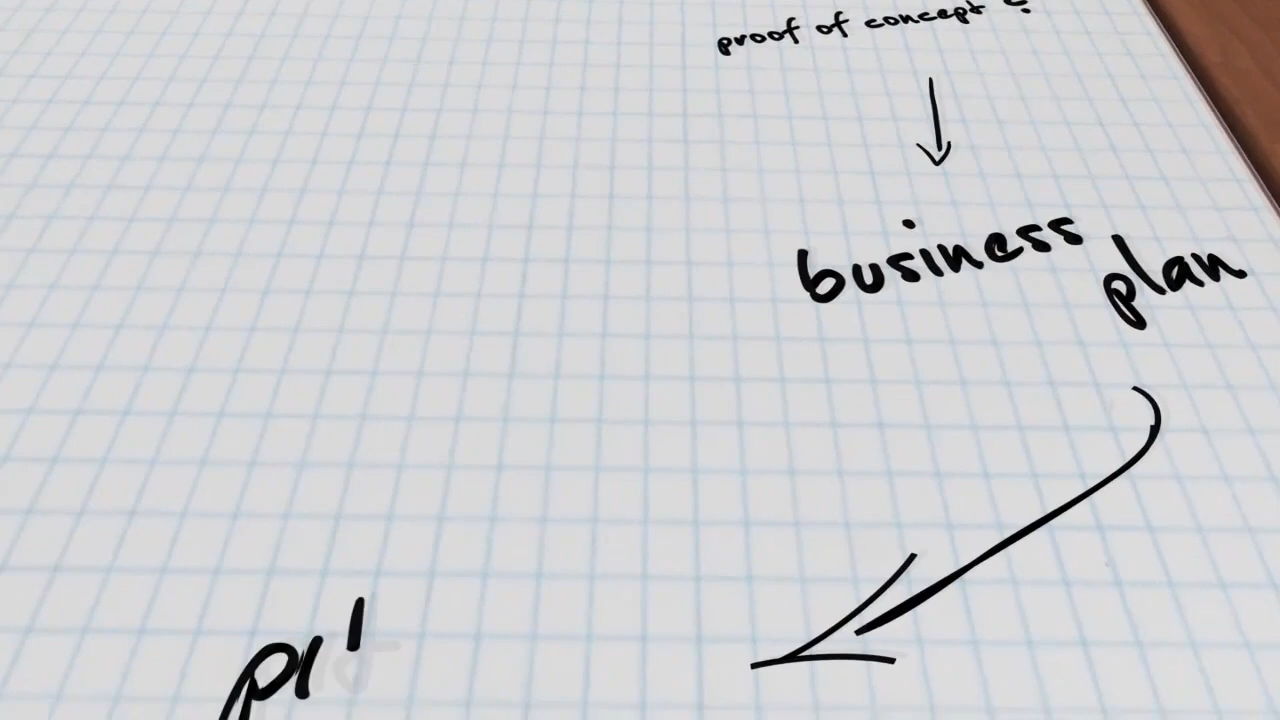 proof of concept ?
business plan